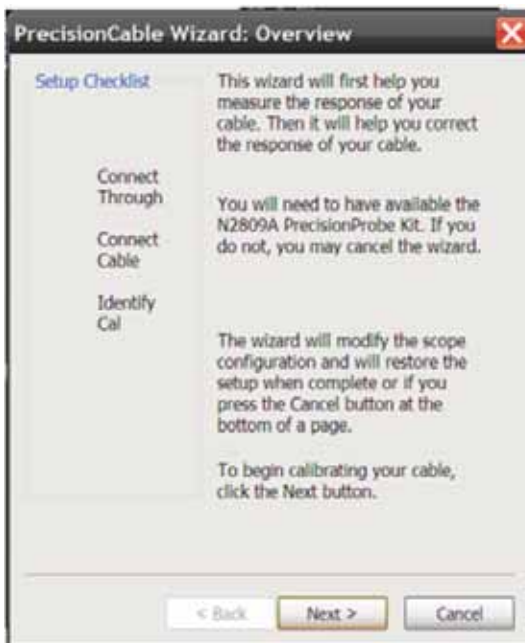 PrecisionCable Wizard: Overview
Setup Checklist
Connect
Through
Connect
Cable
Identify
Cal
This wizard will first help you
measure the response of your
cable. Then it will help you correct
the response of your cable.
You will need to have available the
N2809A PrecisionProbe Kit. If you
do not, you may cancel the wizard.
The wizard will modify the scope
configuration and will restore the
setup when complete or if you
press the Cancel button at the
bottom of a page.
To begin calibrating your cable,
click the Next button.
< Back
Next >
Cancel